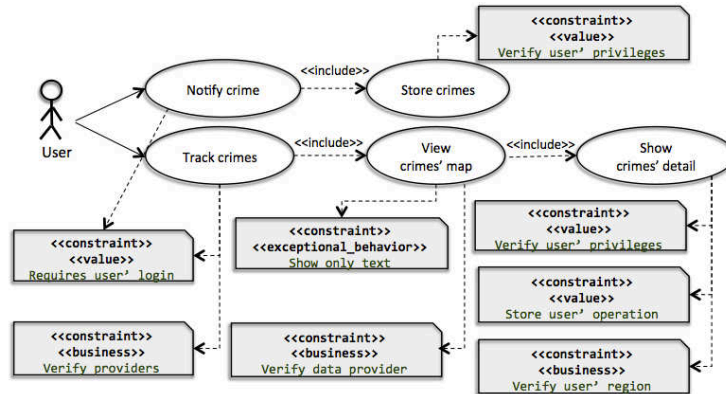 <<constraint>>
<<value>>
Verify user' privileges
<<include>>
Notify crime
Store crimes
User
<<include>>
<<include>>
Track crimes
View
crimes' map
Show
crimes' detail
<<constraint>>
<<value>>
Requires user' login
<<constraint>>
<<exceptional_behavior>>
Show only text
<<constraint>>
<<value>>
Verify user' privileges
<<constraint>>
<<value>>
Store user' operation
<<constraint>>
<<business>>
Verify providers
<<constraint>>
<<business>>
Verify data provider
<<constraint>>
<<business>>
Verify user' region